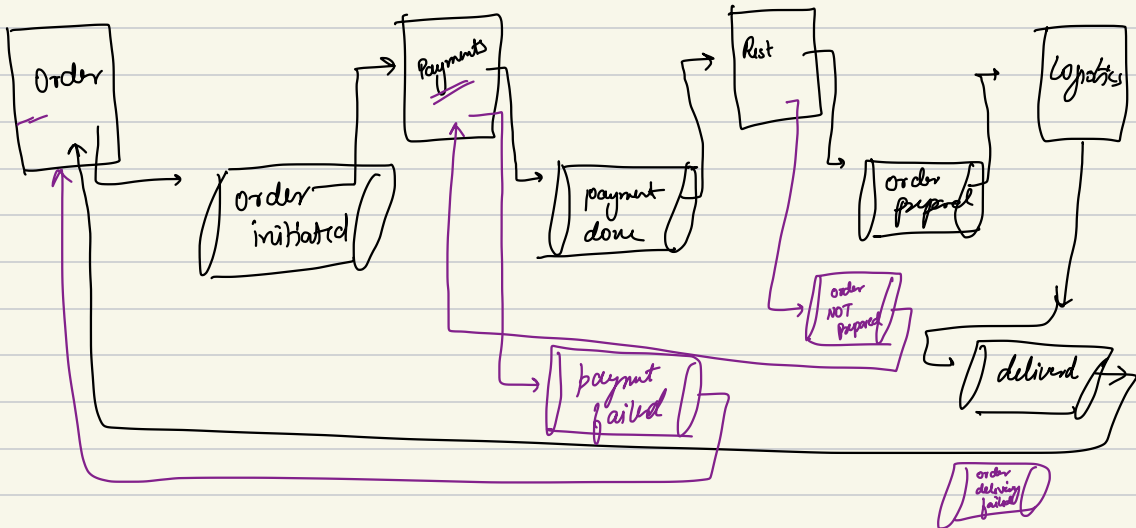 Order
Payments
Rest
Logistics
order
initiated
payment
done
order
prepared
order
NOT
prepared
payment
failed
delivered
order
delivery
failed